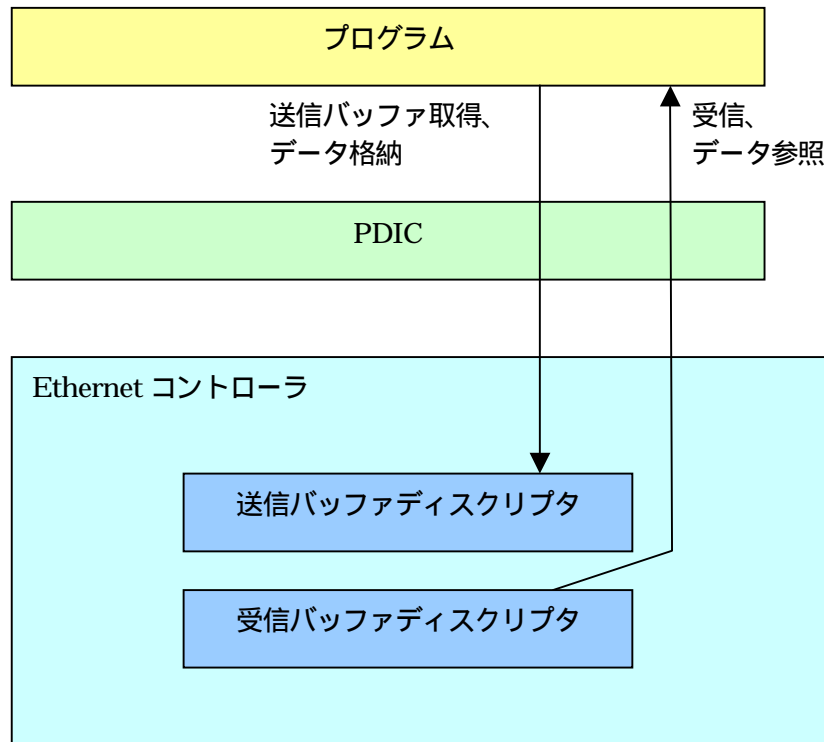 プログラム
送信バッファ取得、
データ格納
受信、
データ参照
PDIC
Ethernet コントローラ
送信バッファディスクリプタ
受信バッファディスクリプタ